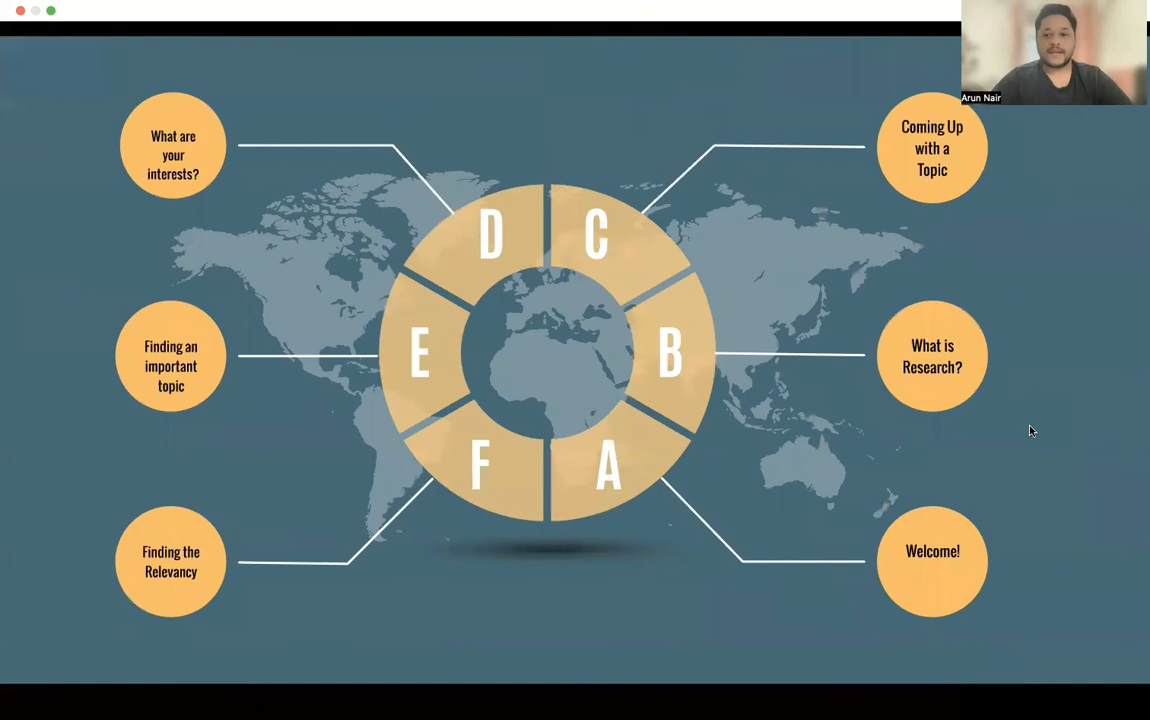 Arun Nair
What are
your
interests?
Coming Up
with a
Topic
D
C
Finding an
important
topic
E
B
What is
Research?
F
A
Finding the
Relevancy
Welcome!